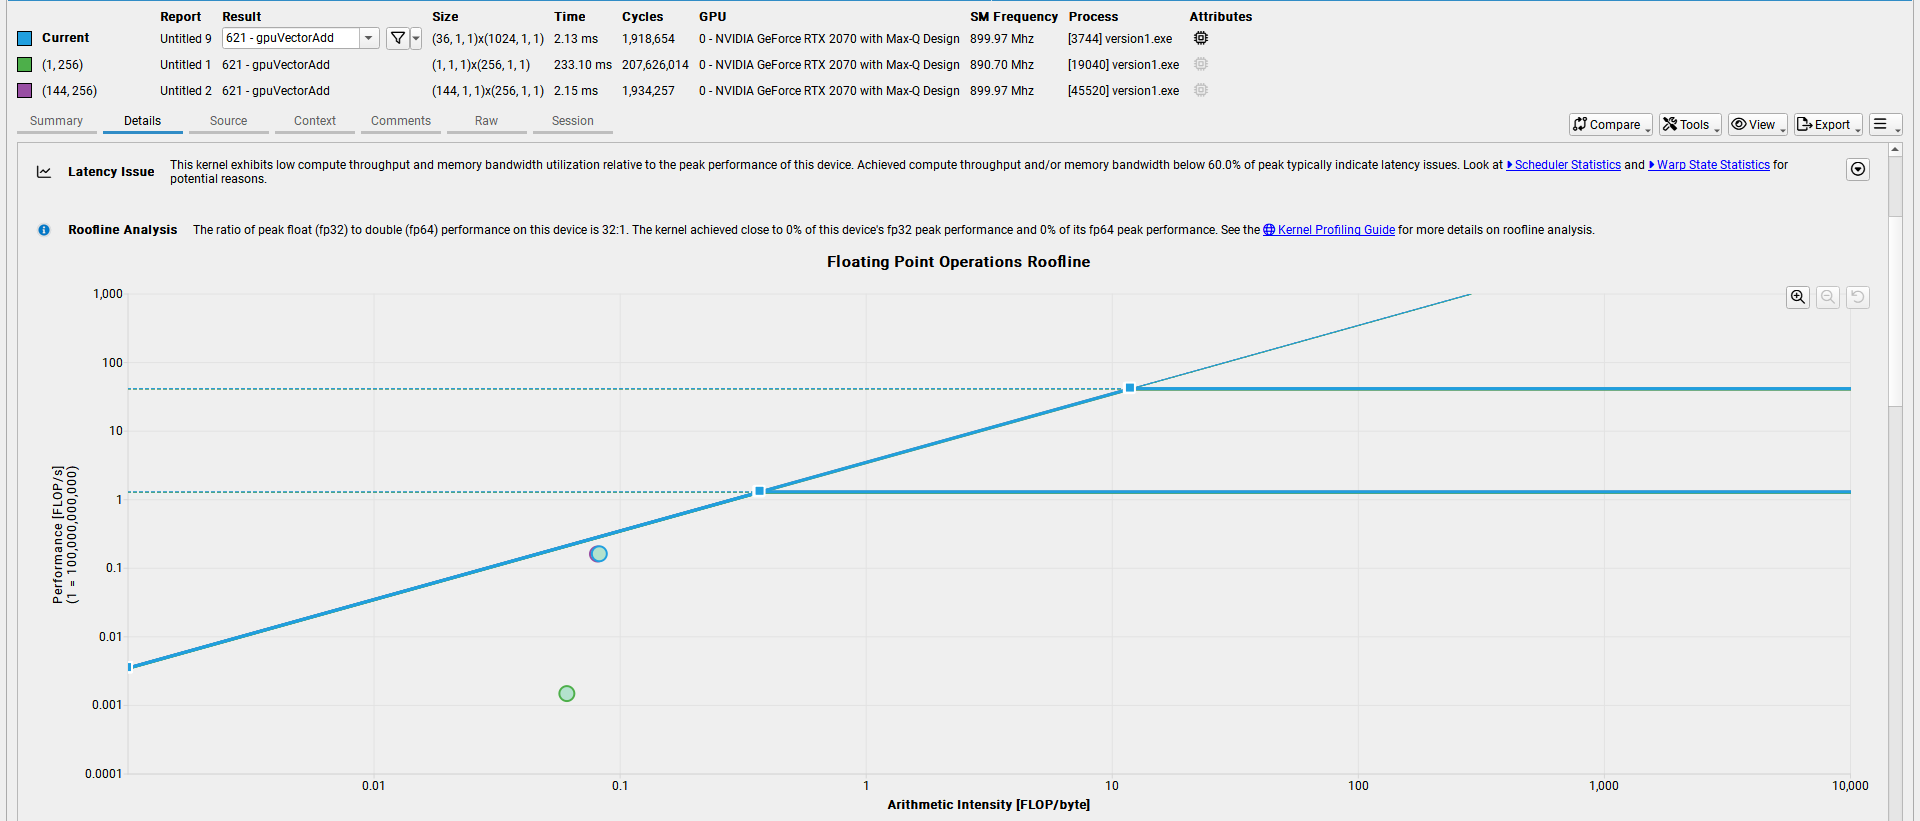 Report Result Size Time Cycles GPU SM Frequency Process Attributes
Current Untitled 9 621 - gpuVectorAdd (36, 1, 1)x(1024, 1, 1) 2.13 ms 1,918,654 0 - NVIDIA GeForce RTX 2070 with Max-Q Design 899.97 Mhz [3744] version1.exe
(1, 256) Untitled 1 621 - gpuVectorAdd (1, 1, 1)x(256, 1, 1) 233.10 ms 207,626,014 0 - NVIDIA GeForce RTX 2070 with Max-Q Design 890.70 Mhz [19040] version1.exe
(144, 256) Untitled 2 621 - gpuVectorAdd (144, 1, 1)x(256, 1, 1) 2.15 ms 1,934,257 0 - NVIDIA GeForce RTX 2070 with Max-Q Design 899.97 Mhz [45520] version1.exe
Summary Details Source Context Comments Raw Session Compare Tools View Export
Latency Issue This kernel exhibits low compute throughput and memory bandwidth utilization relative to the peak performance of this device. Achieved compute throughput and/or memory bandwidth below 60.0% of peak typically indicate latency issues. Look at Scheduler Statistics and Warp State Statistics for
potential reasons.
Roofline Analysis The ratio of peak float (fp32) to double (fp64) performance on this device is 32:1. The kernel achieved close to 0% of this device's fp32 peak performance and 0% of its fp64 peak performance. See the Kernel Profiling Guide for more details on roofline analysis.
Floating Point Operations Roofline
1,000
100
10
1
0.1
0.01
0.001
0.0001
Performance [FLOP/s]
(1 = 100,000,000,000)
0.01 0.1 1 10 100 1,000 10,000
Arithmetic Intensity [FLOP/byte]